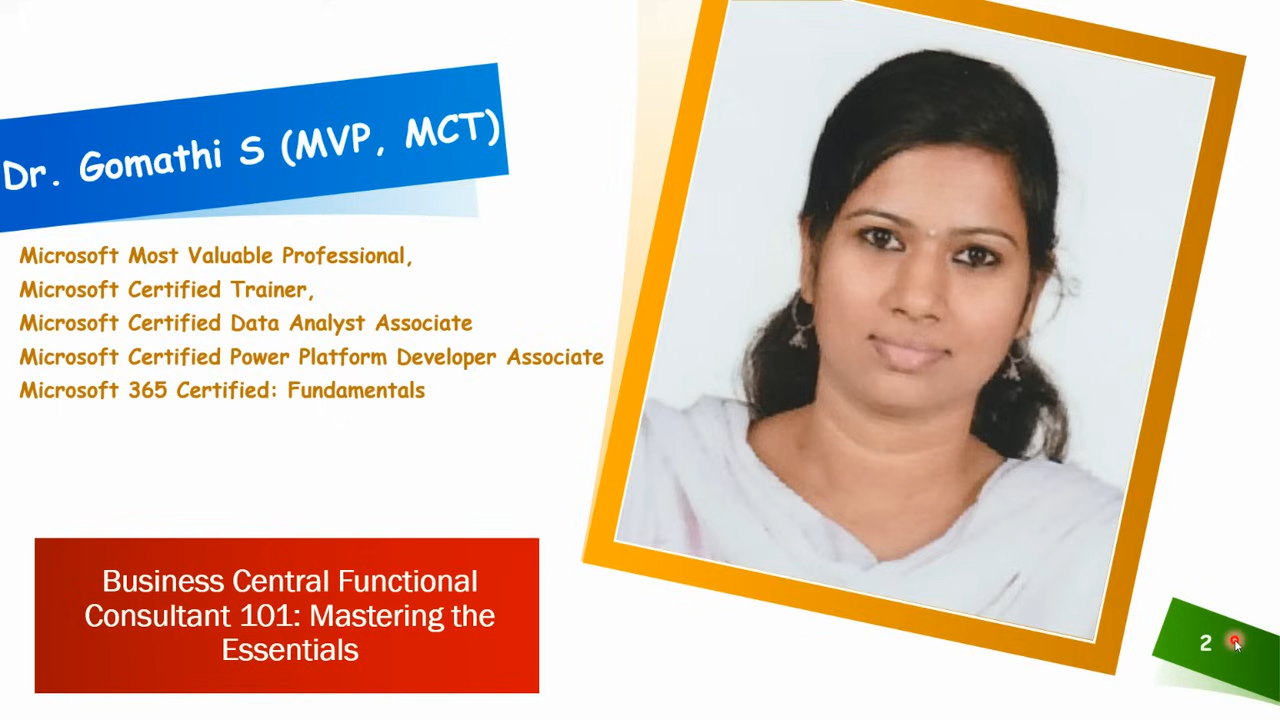 Dr. Gomathi S (MVP, MCT)
Microsoft Most Valuable Professional,
Microsoft Certified Trainer,
Microsoft Certified Data Analyst Associate
Microsoft Certified Power Platform Developer Associate
Microsoft 365 Certified: Fundamentals
Business Central Functional
Consultant 101: Mastering the
Essentials
2